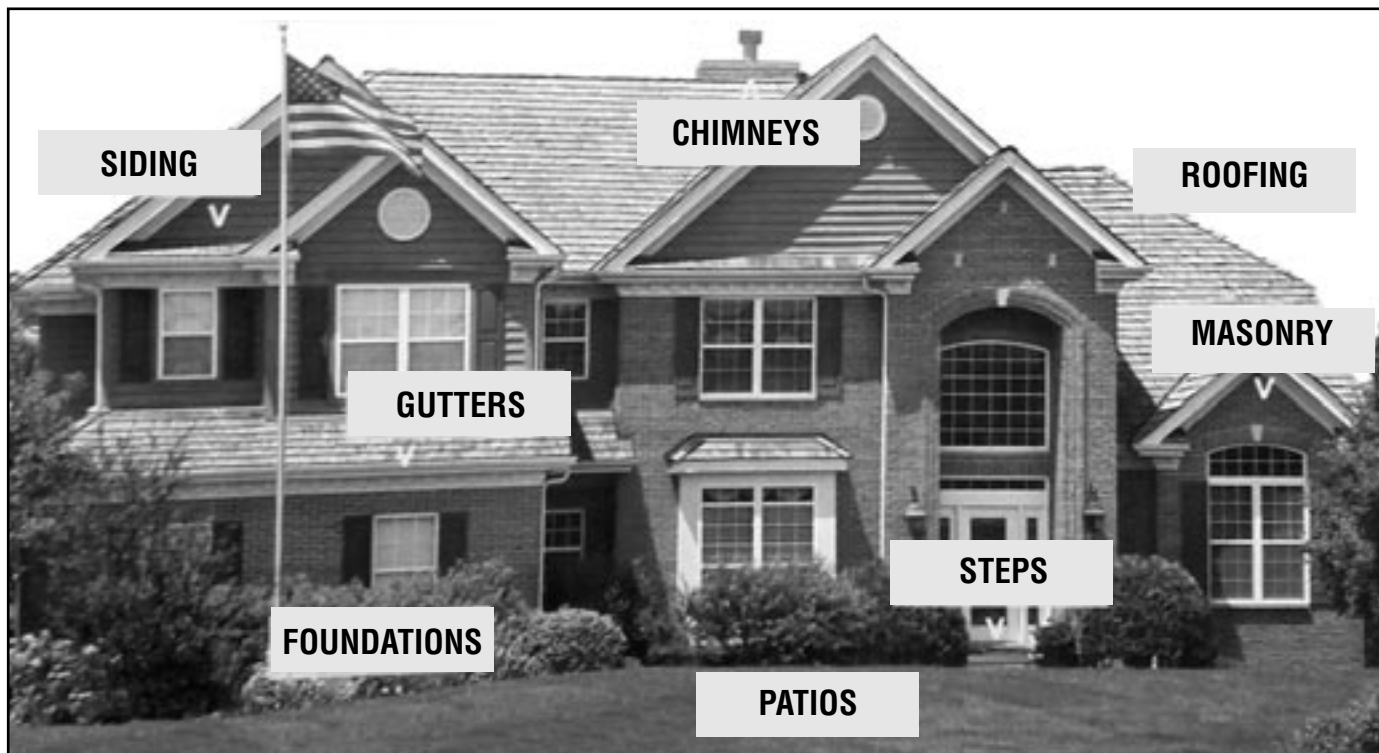 CHIMNEYS
SIDING
ROOFING
MASONRY
GUTTERS
STEPS
FOUNDATIONS
PATIOS